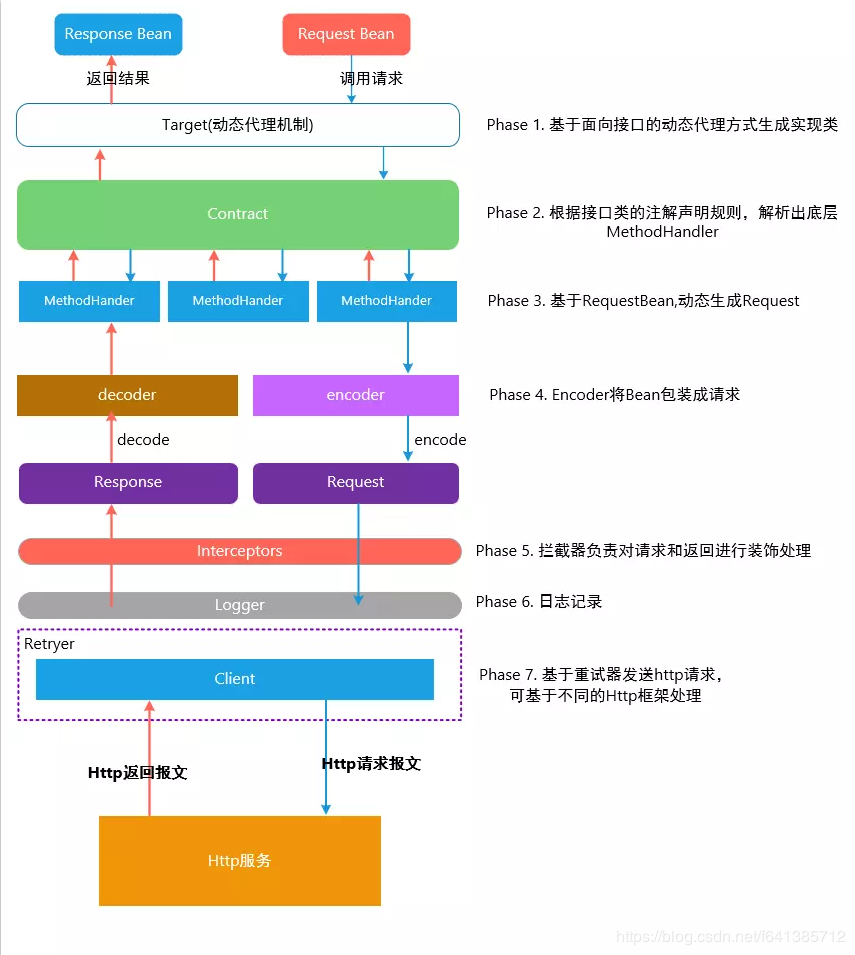 Response Bean
Request Bean
返回结果
调用请求
Target(动态代理机制)
Phase 1. 基于面向接口的动态代理方式生成实现类
Contract
Phase 2. 根据接口类的注解声明规则，解析出底层
MethodHandler
MethodHander
MethodHander
MethodHander
Phase 3. 基于RequestBean,动态生成Request
decoder
encoder
Phase 4. Encoder将Bean包装成请求
decode
encode
Response
Request
Interceptors
Phase 5. 拦截器负责对请求和返回进行装饰处理
Logger
Phase 6. 日志记录
Retryer
Client
Phase 7. 基于重试器发送http请求，
可基于不同的Http框架处理
Http返回报文
Http请求报文
Http服务
https://blog.csdn.net/f641385712